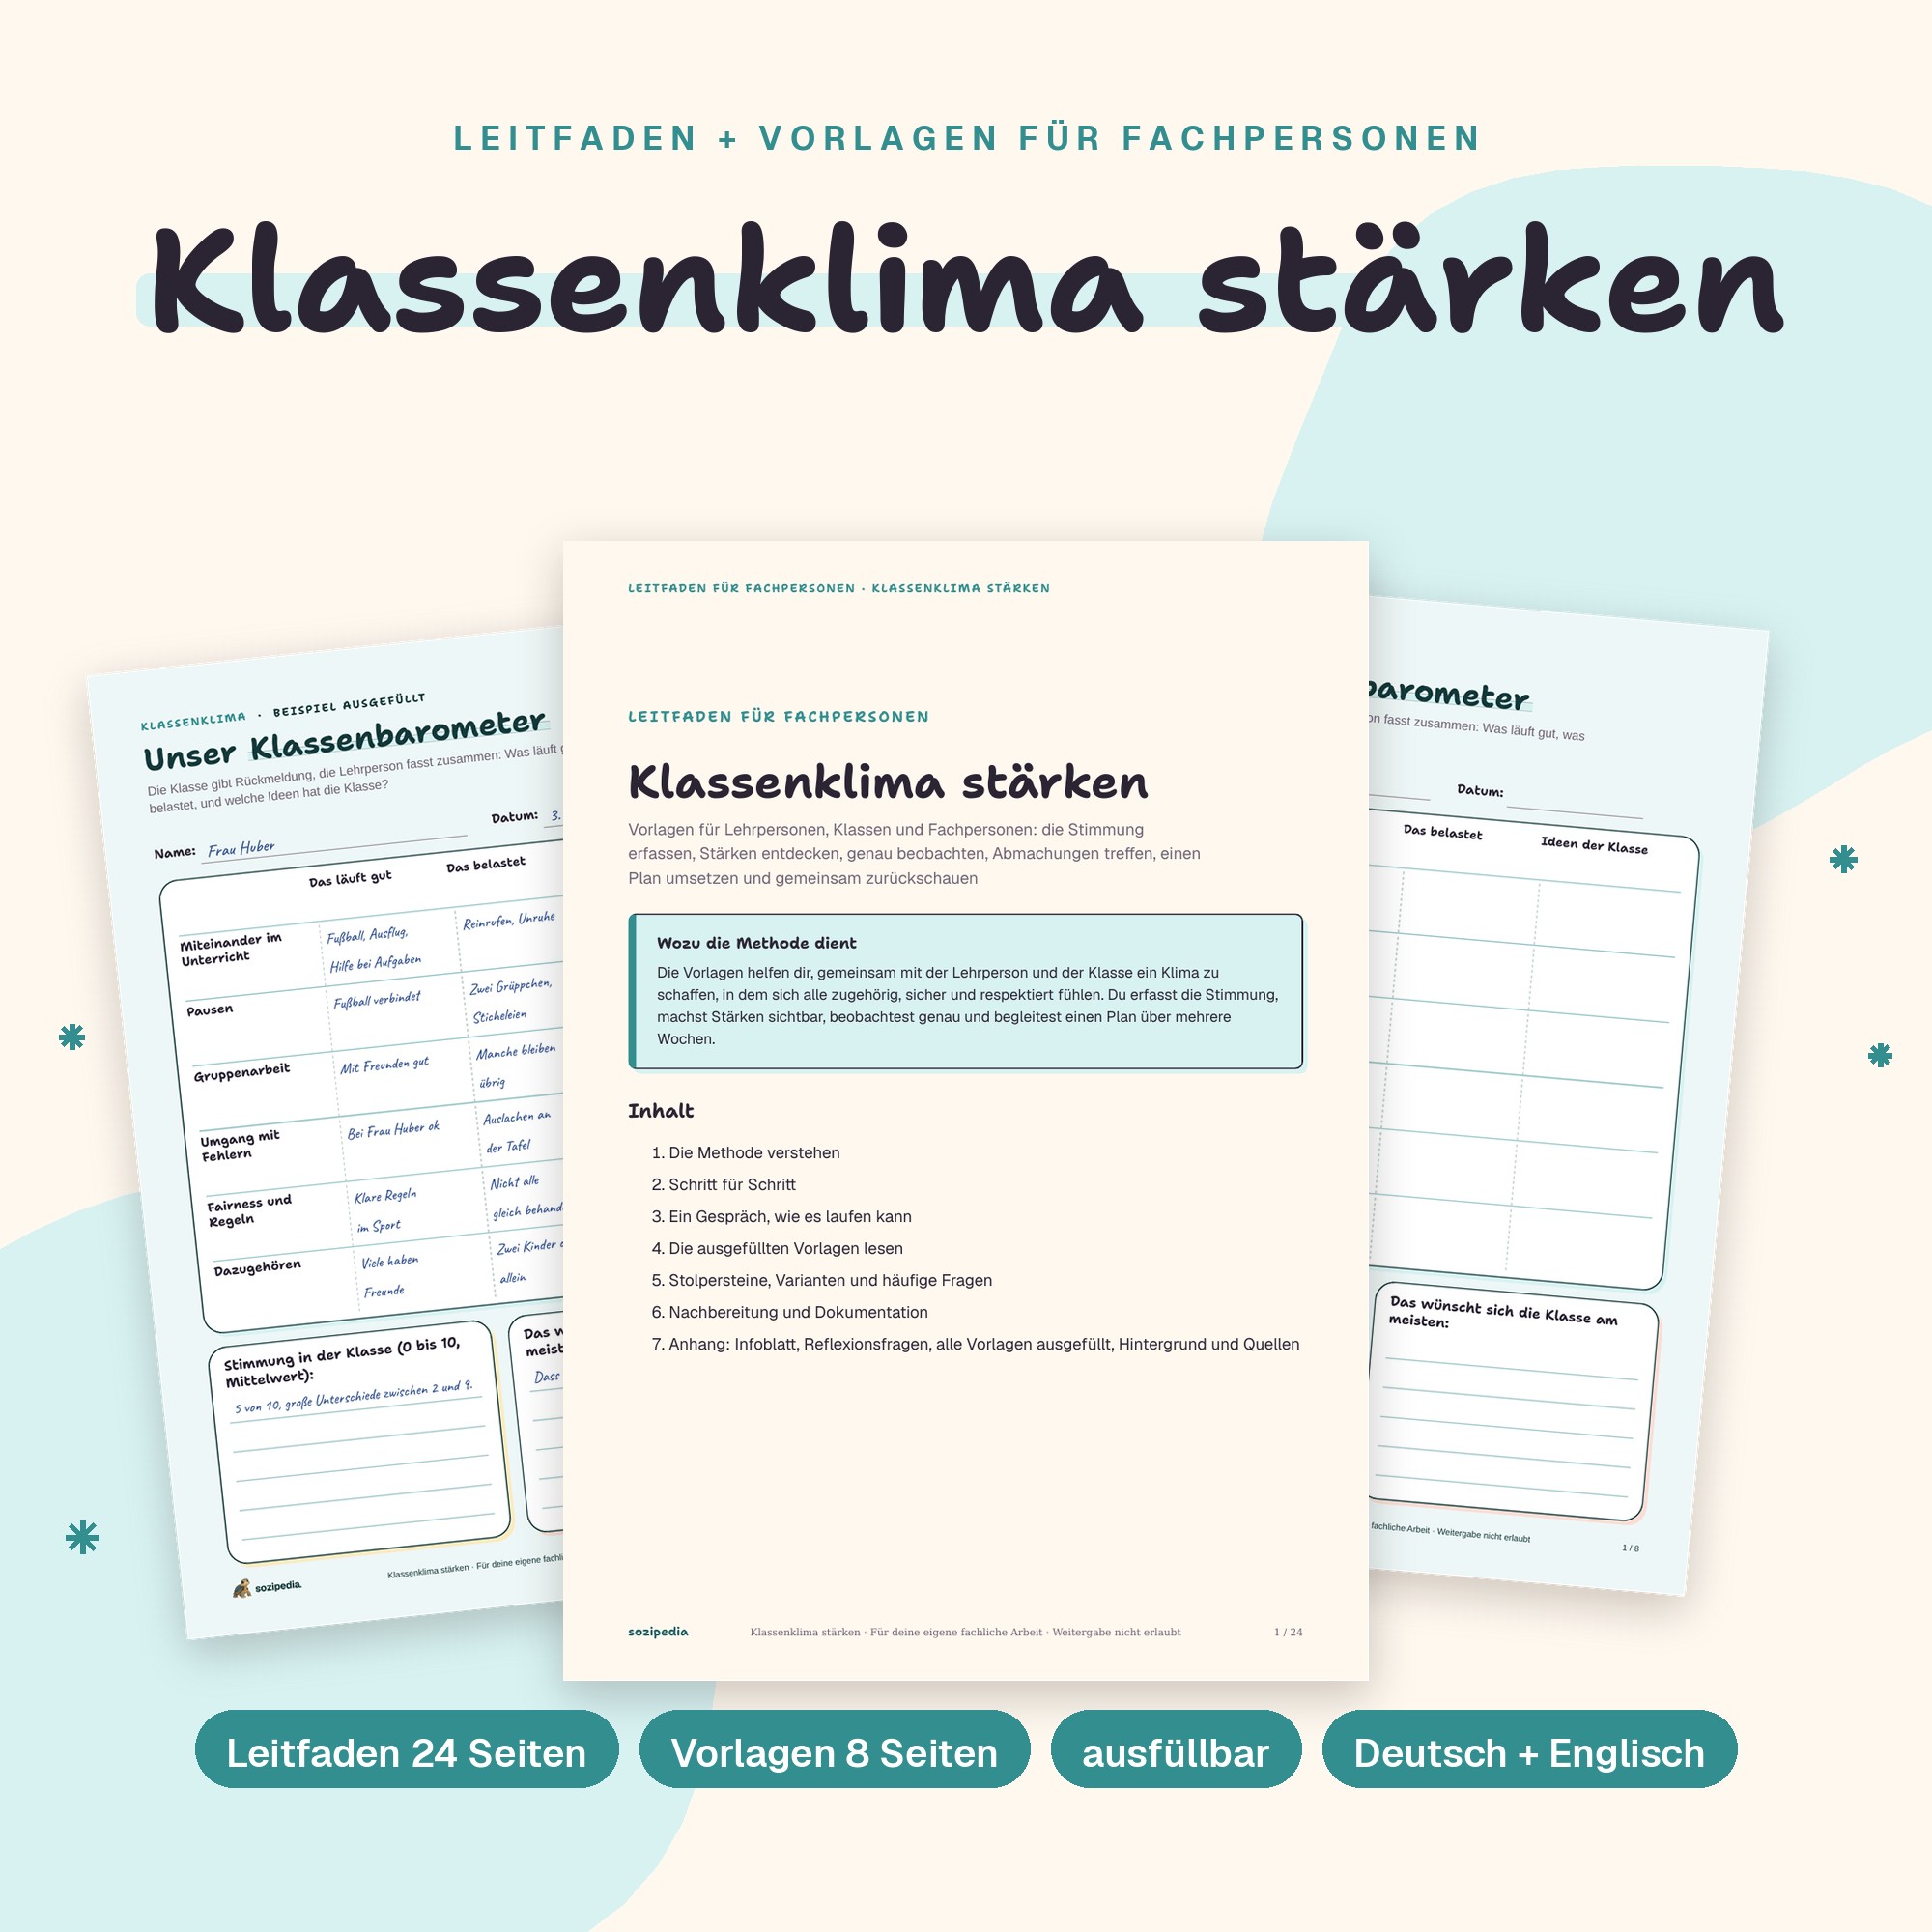 LEITFADEN + VORLAGEN FÜR FACHPERSONEN
Klassenklima stärken
KLASSENKLIMA · BEISPIEL AUSGEFÜLLT
Unser Klassenbarometer
Die Klasse gibt Rückmeldung, die Lehrperson fasst zusammen: Was läuft
belastet, und welche Ideen hat die Klasse?
Name: Frau Huber
Datum: 3.
Das läuft gut
Das belastet
Miteinander im
Unterricht
Fußball, Ausflug,
Hilfe bei Aufgaben
Reinrufen, Unruhe
Pausen
Fußball verbindet
Zwei Grüppchen,
Sticheleien
Gruppenarbeit
Mit Freunden gut
Manche bleiben
übrig
Umgang mit
Fehlern
Bei Frau Huber ok
Auslachen an
der Tafel
Fairness und
Regeln
Klare Regeln
im Sport
Nicht alle
gleich
Dazugehören
Viele haben
Freunde
Zwei Kinder
allein
Stimmung in der Klasse (0 bis 10,
Mittelwert):
5 von 10, große Unterschiede zwischen 2 und 9.
Das
Dass
sozipedia
Klassenklima stärken · Für deine eigene
LEITFADEN FÜR FACHPERSONEN · KLASSENKLIMA STÄRKEN
LEITFADEN FÜR FACHPERSONEN
Klassenklima stärken
Vorlagen für Lehrpersonen, Klassen und Fachpersonen: die Stimmung
erfassen, Stärken entdecken, genau beobachten, Abmachungen treffen, einen
Plan umsetzen und gemeinsam zurückschauen
Wozu die Methode dient
Die Vorlagen helfen dir, gemeinsam mit der Lehrperson und der Klasse ein Klima zu
schaffen, in dem sich alle zugehörig, sicher und respektiert fühlen. Du erfasst die Stimmung,
machst Stärken sichtbar, beobachtest genau und begleitest einen Plan über mehrere
Wochen.
Inhalt
1. Die Methode verstehen
2. Schritt für Schritt
3. Ein Gespräch, wie es laufen kann
4. Die ausgefüllten Vorlagen lesen
5. Stolpersteine, Varianten und häufige Fragen
6. Nachbereitung und Dokumentation
7. Anhang: Infoblatt, Reflexionsfragen, alle Vorlagen ausgefüllt, Hintergrund und Quellen
sozipedia
Klassenklima stärken · Für deine eigene fachliche Arbeit · Weitergabe nicht erlaubt
1 / 24
barometer
fasst zusammen: Was läuft gut, was
Datum:
Das belastet
Ideen der Klasse
Das wünscht sich die Klasse am
meisten:
fachliche Arbeit · Weitergabe nicht erlaubt
1 / 8
Leitfaden 24 Seiten
Vorlagen 8 Seiten
ausfüllbar
Deutsch + Englisch